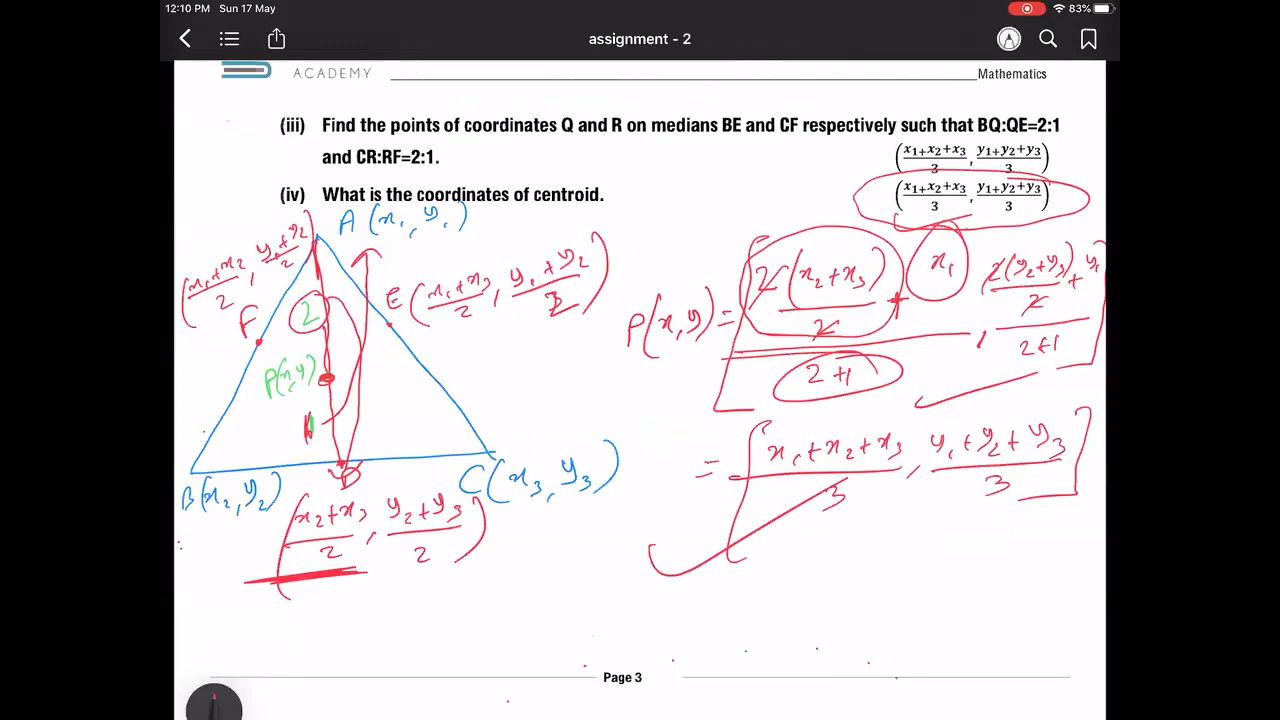 12:10 PM Sun 17 May
83%
assignment - 2
ACADEMY
Mathematics
(iii) Find the points of coordinates Q and R on medians BE and CF respectively such that BQ:QE=2:1
and CR:RF=2:1.
(x₁+x₂+x₃/3, y₁+y₂+y₃/3)
(iv) What is the coordinates of centroid.
(x₁+x₂+x₃/3, y₁+y₂+y₃/3)
A (x₁, y₁)
(x₁+x₂/2, y₁+y₂/2)
F
E (x₁+x₃/2, y₁+y₂/2)
2
P(x,y)
1
D
B(x₂, y₂)
C(x₃, y₃)
(x₂+x₃/2, y₂+y₃/2)
P(x,y) = [2(x₂+x₃)/2 + x₁/2+1, 2(y₂+y₃)/2 + y₁/2+1]
= [x₁+x₂+x₃/3, y₁+y₂+y₃/3]
Page 3